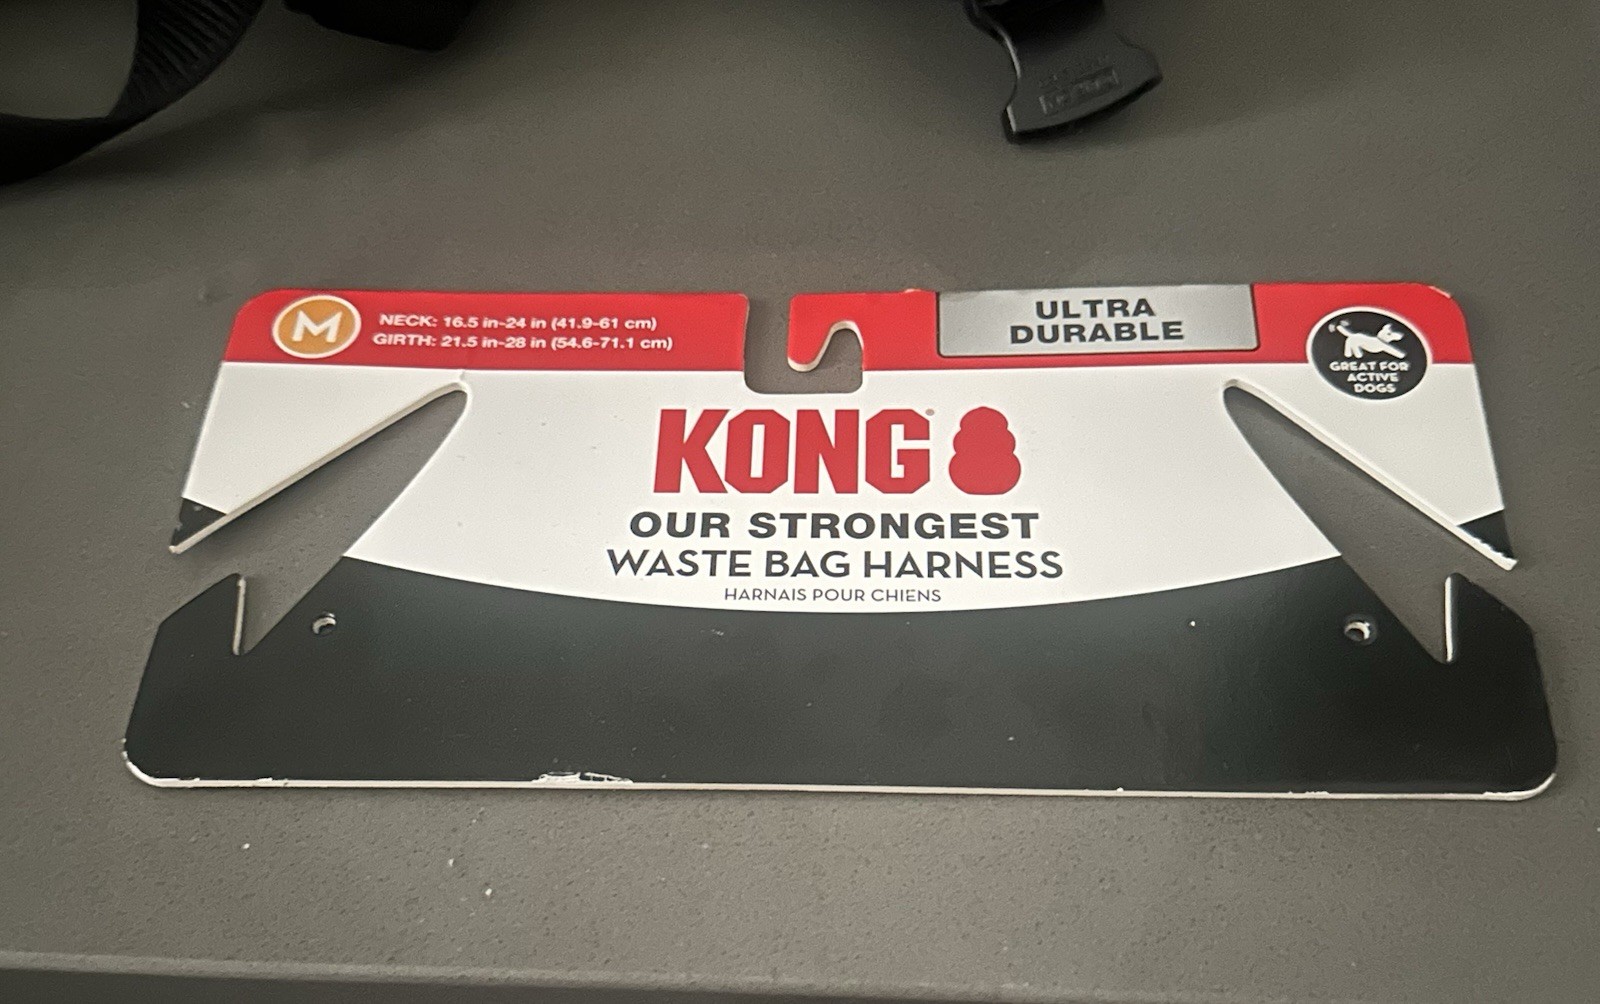 M
NECK: 16.5 in-24 in (41.9-61 cm)
GIRTH: 21.5 in-28 in (54.6-71.1 cm)
ULTRA
DURABLE
GREAT FOR
ACTIVE
DOGS
KONG
OUR STRONGEST
WASTE BAG HARNESS
HARNAIS POUR CHIENS